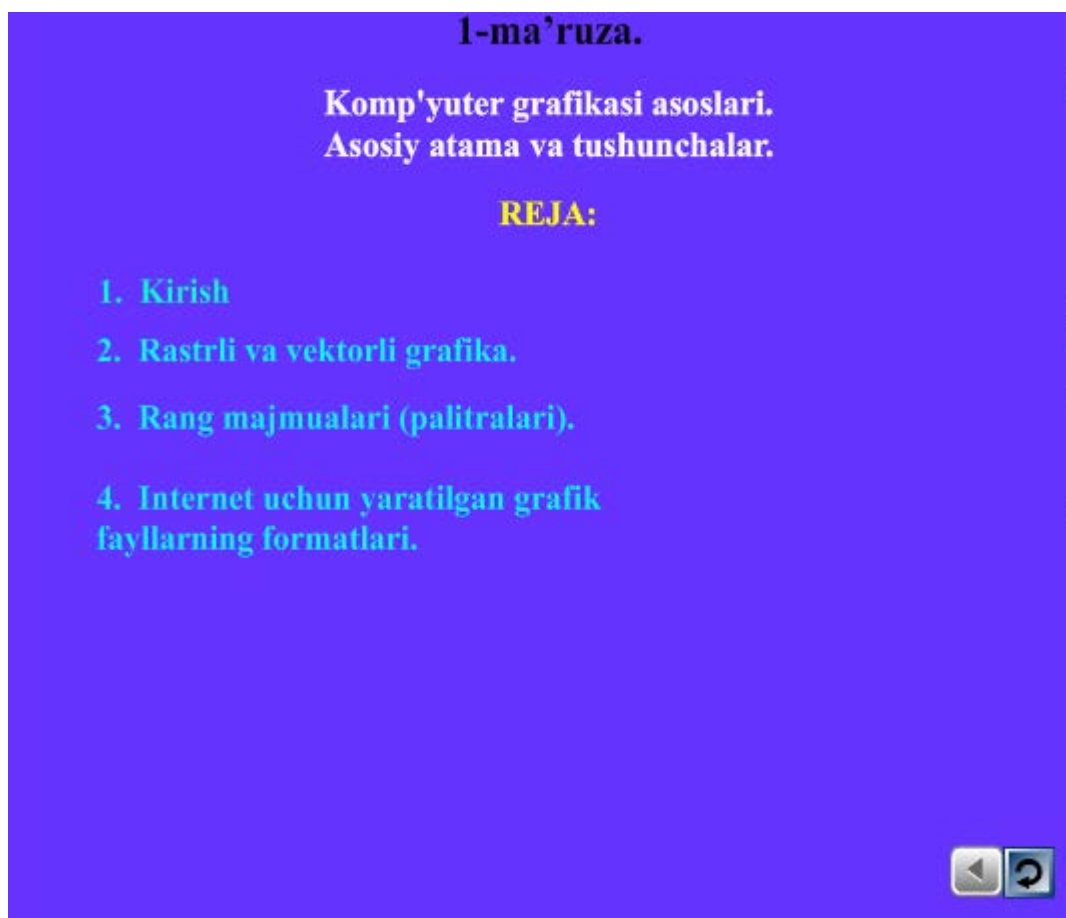 1-ma’ruza.
Komp'yuter grafikasi asoslari.
Asosiy atama va tushunchalar.
REJA:
1. Kirish
2. Rastrli va vektorli grafika.
3. Rang majmualari (palitralari).
4. Internet uchun yaratilgan grafik
fayllarning formatlari.